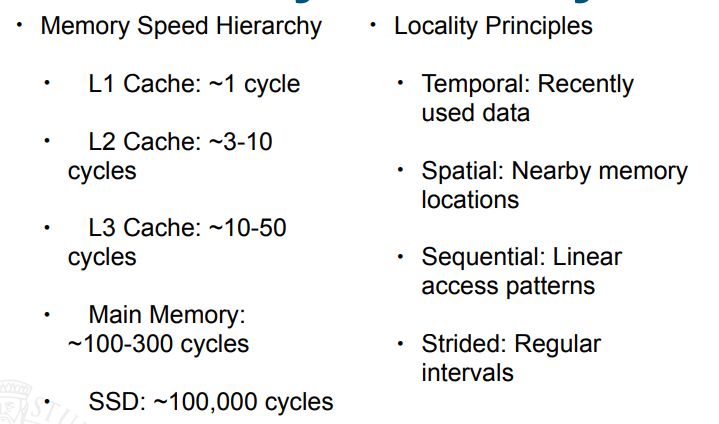 • Memory Speed Hierarchy
• L1 Cache: ~1 cycle
• L2 Cache: ~3-10
cycles
• L3 Cache: ~10-50
cycles
• Main Memory:
~100-300 cycles
• SSD: ~100,000 cycles
• Locality Principles
• Temporal: Recently
used data
• Spatial: Nearby memory
locations
• Sequential: Linear
access patterns
• Strided: Regular
intervals